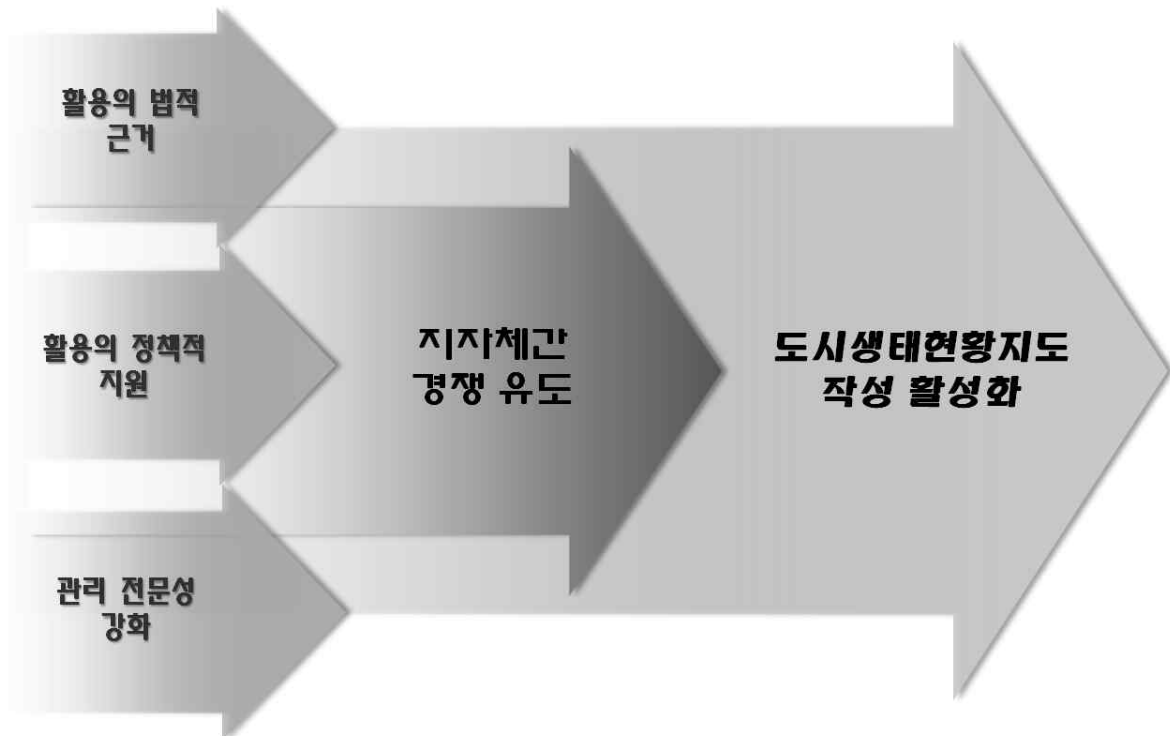 활용의 법적
근거
활용의 정책적
지원
관리 전문성
강화
지자체간
경쟁 유도
도시생태현황지도
작성 활성화